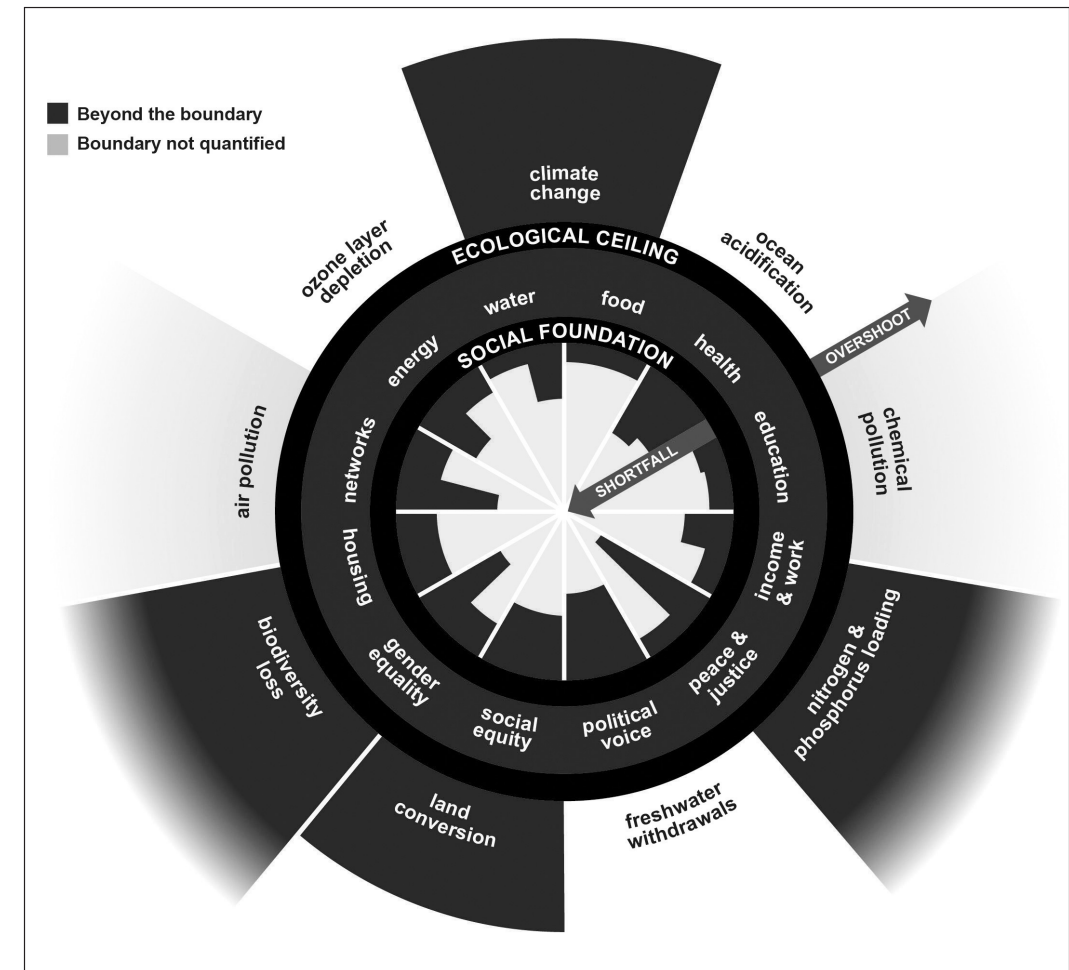 Beyond the boundary
Boundary not quantified
climate
change
ozone layer
depletion
ocean
acidification
ECOLOGICAL CEILING
OVERSHOOT
water
food
energy
health
SOCIAL FOUNDATION
SHORTFALL
networks
education
air pollution
chemical
pollution
housing
income
& work
biodiversity
loss
gender
equality
peace &
justice
nitrogen &
phosphorus loading
social
equity
political
voice
land
conversion
freshwater
withdrawals